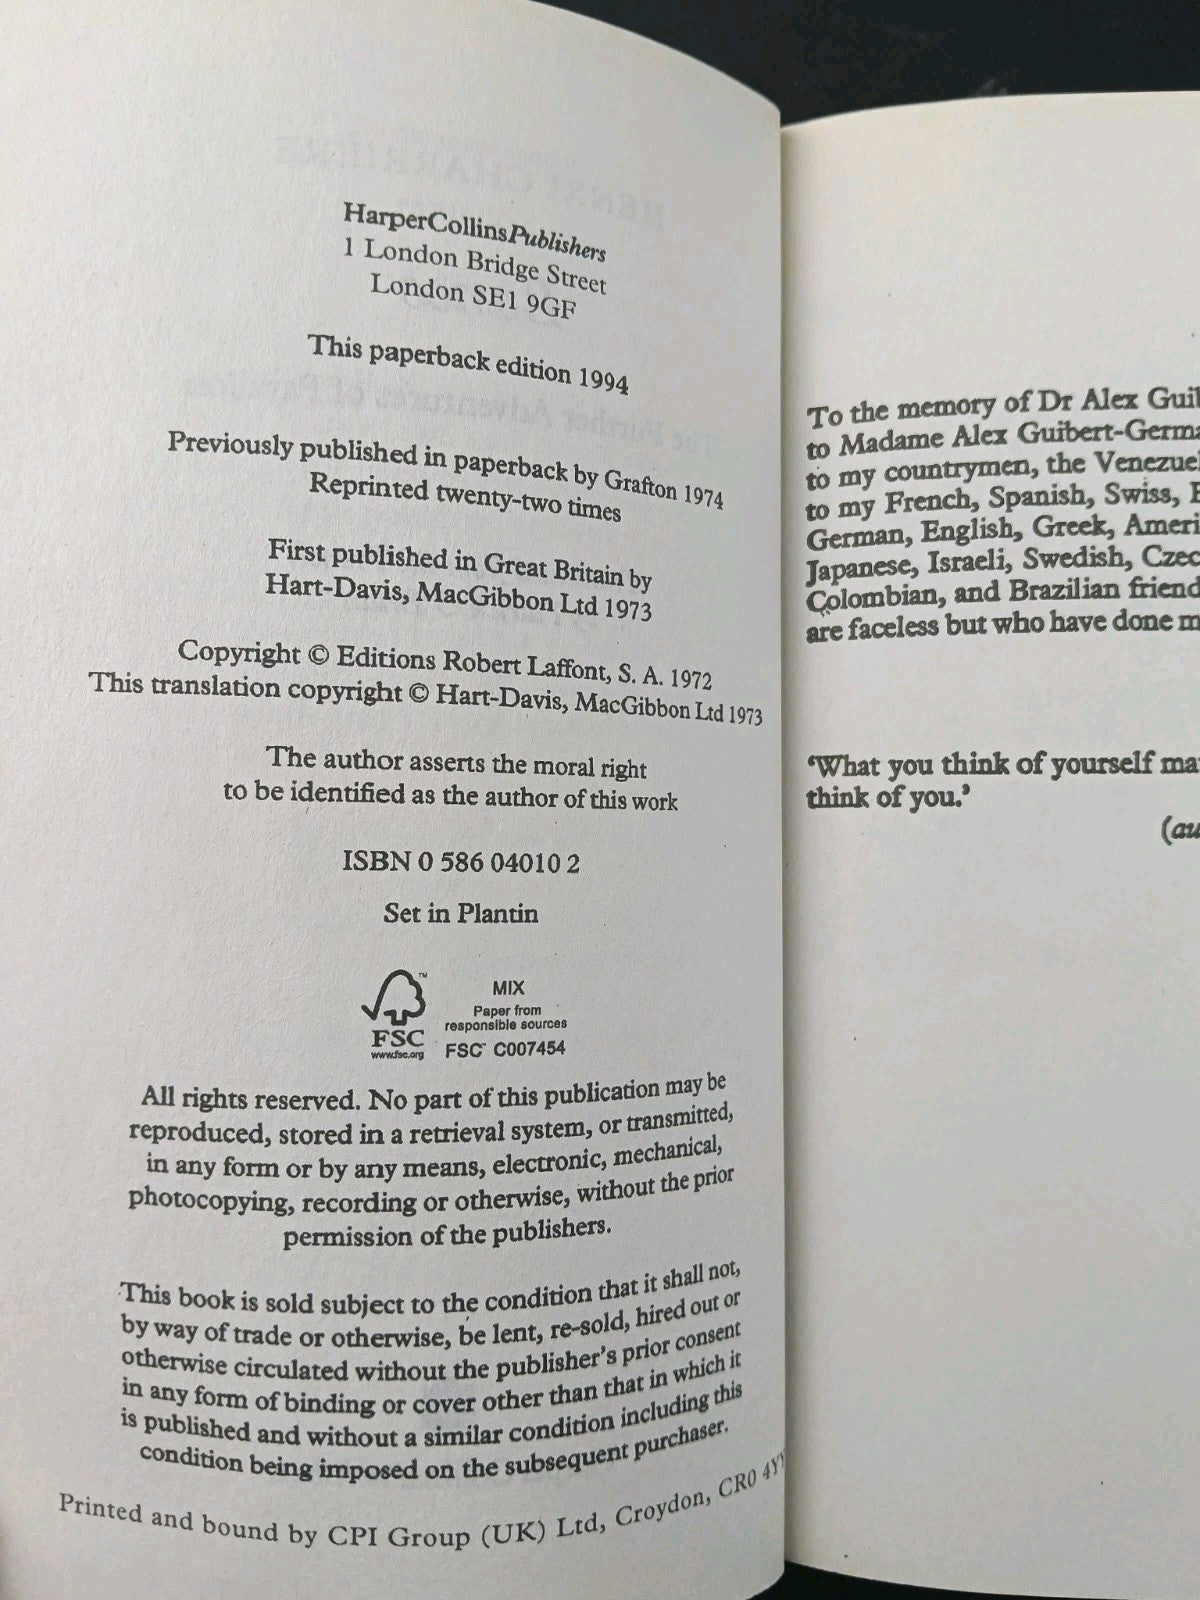 HarperCollinsPublishers
1 London Bridge Street
London SE1 9GF
This paperback edition 1994
Previously published in paperback by Grafton 1974
Reprinted twenty-two times
First published in Great Britain by
Hart-Davis, MacGibbon Ltd 1973
Copyright © Editions Robert Laffont, S. A. 1972
This translation copyright © Hart-Davis, MacGibbon Ltd 1973
The author asserts the moral right
to be identified as the author of this work
ISBN 0 586 04010 2
Set in Plantin
FSC™
www.fsc.org
MIX
Paper from
responsible sources
FSC™ C007454
All rights reserved. No part of this publication may be
reproduced, stored in a retrieval system, or transmitted,
in any form or by any means, electronic, mechanical,
photocopying, recording or otherwise, without the prior
permission of the publishers.
This book is sold subject to the condition that it shall not,
by way of trade or otherwise, be lent, re-sold, hired out or
otherwise circulated without the publisher's prior consent
in any form of binding or cover other than that in which it
is published and without a similar condition including this
condition being imposed on the subsequent purchaser.
Printed and bound by CPI Group (UK) Ltd, Croydon, CR0
To the memory of Dr Alex
to Madame Alex
to my countrymen, the
to my French, Spanish, Swiss,
German, English, Greek,
Japanese, Israeli, Swedish,
Colombian, and Brazilian
are faceless but who have done
'What you think of yourself
think of you.'